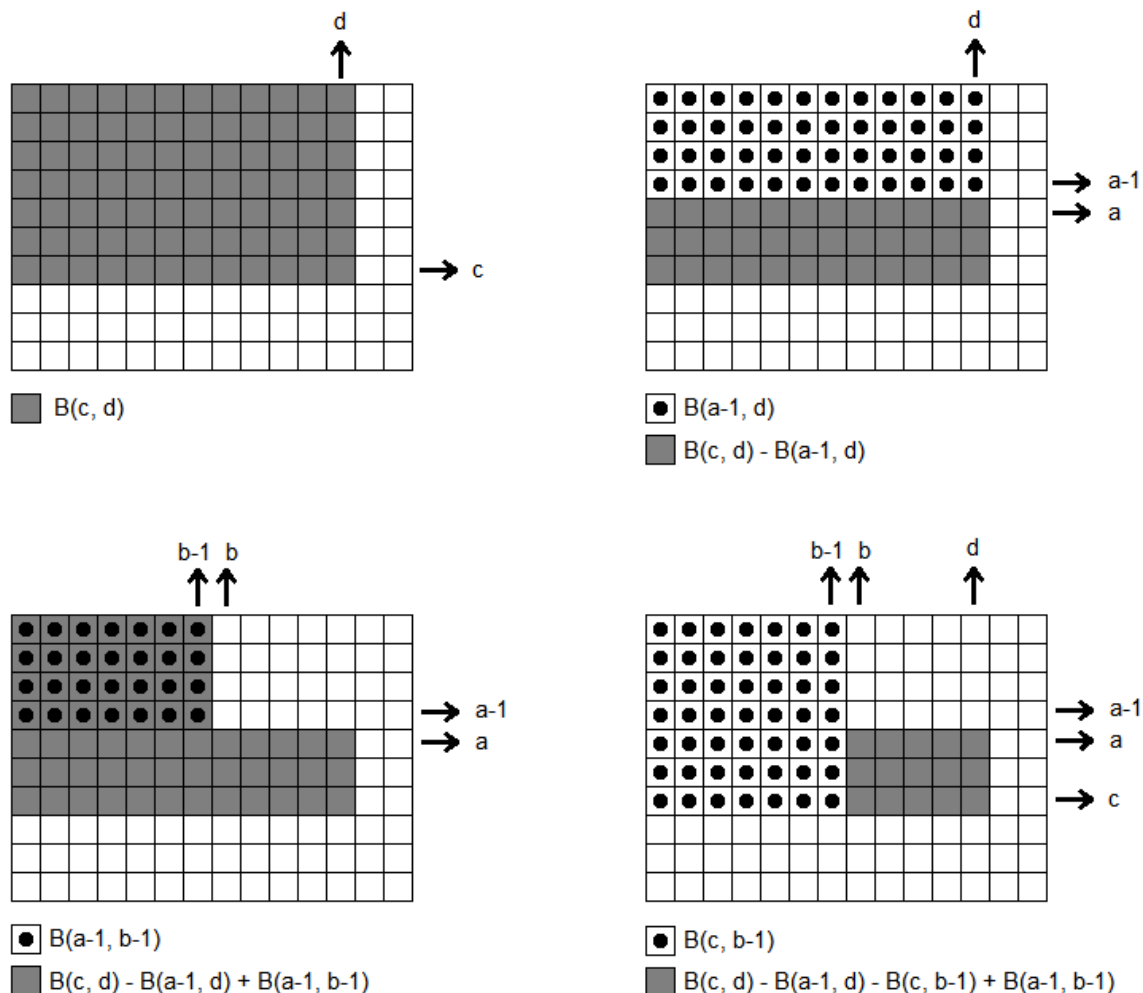 d
c
B(c, d)
d
a-1
a
B(a-1, d)
B(c, d) - B(a-1, d)
b-1 b
a-1
a
B(a-1, b-1)
B(c, d) - B(a-1, d) + B(a-1, b-1)
b-1 b d
a-1
a
c
B(c, b-1)
B(c, d) - B(a-1, d) - B(c, b-1) + B(a-1, b-1)